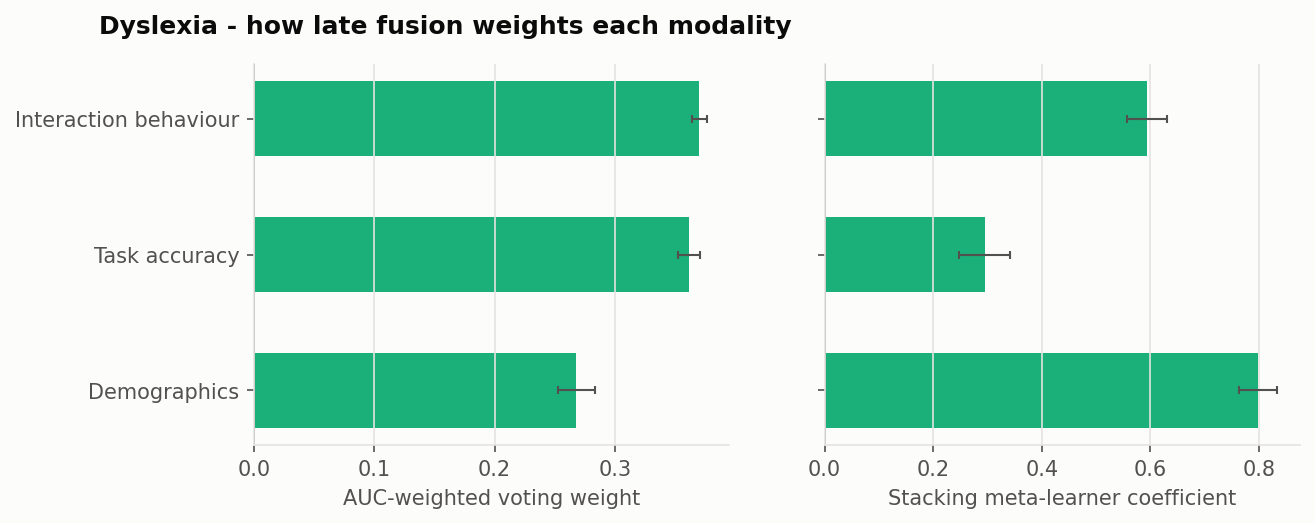 Dyslexia - how late fusion weights each modality
Interaction behaviour
Task accuracy
Demographics
0.0 0.1 0.2 0.3
AUC-weighted voting weight
0.0 0.2 0.4 0.6 0.8
Stacking meta-learner coefficient